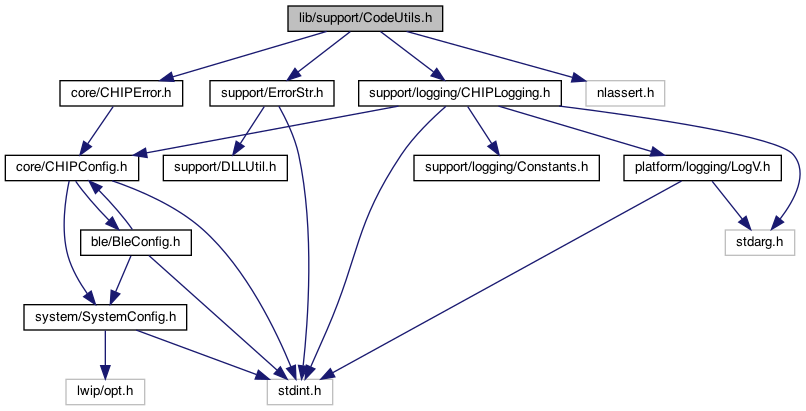 lib/support/CodeUtils.h
core/CHIPError.h
support/ErrorStr.h
support/logging/CHIPLogging.h
nlassert.h
core/CHIPConfig.h
support/DLLUtil.h
support/logging/Constants.h
platform/logging/LogV.h
ble/BleConfig.h
stdarg.h
system/SystemConfig.h
lwip/opt.h
stdint.h